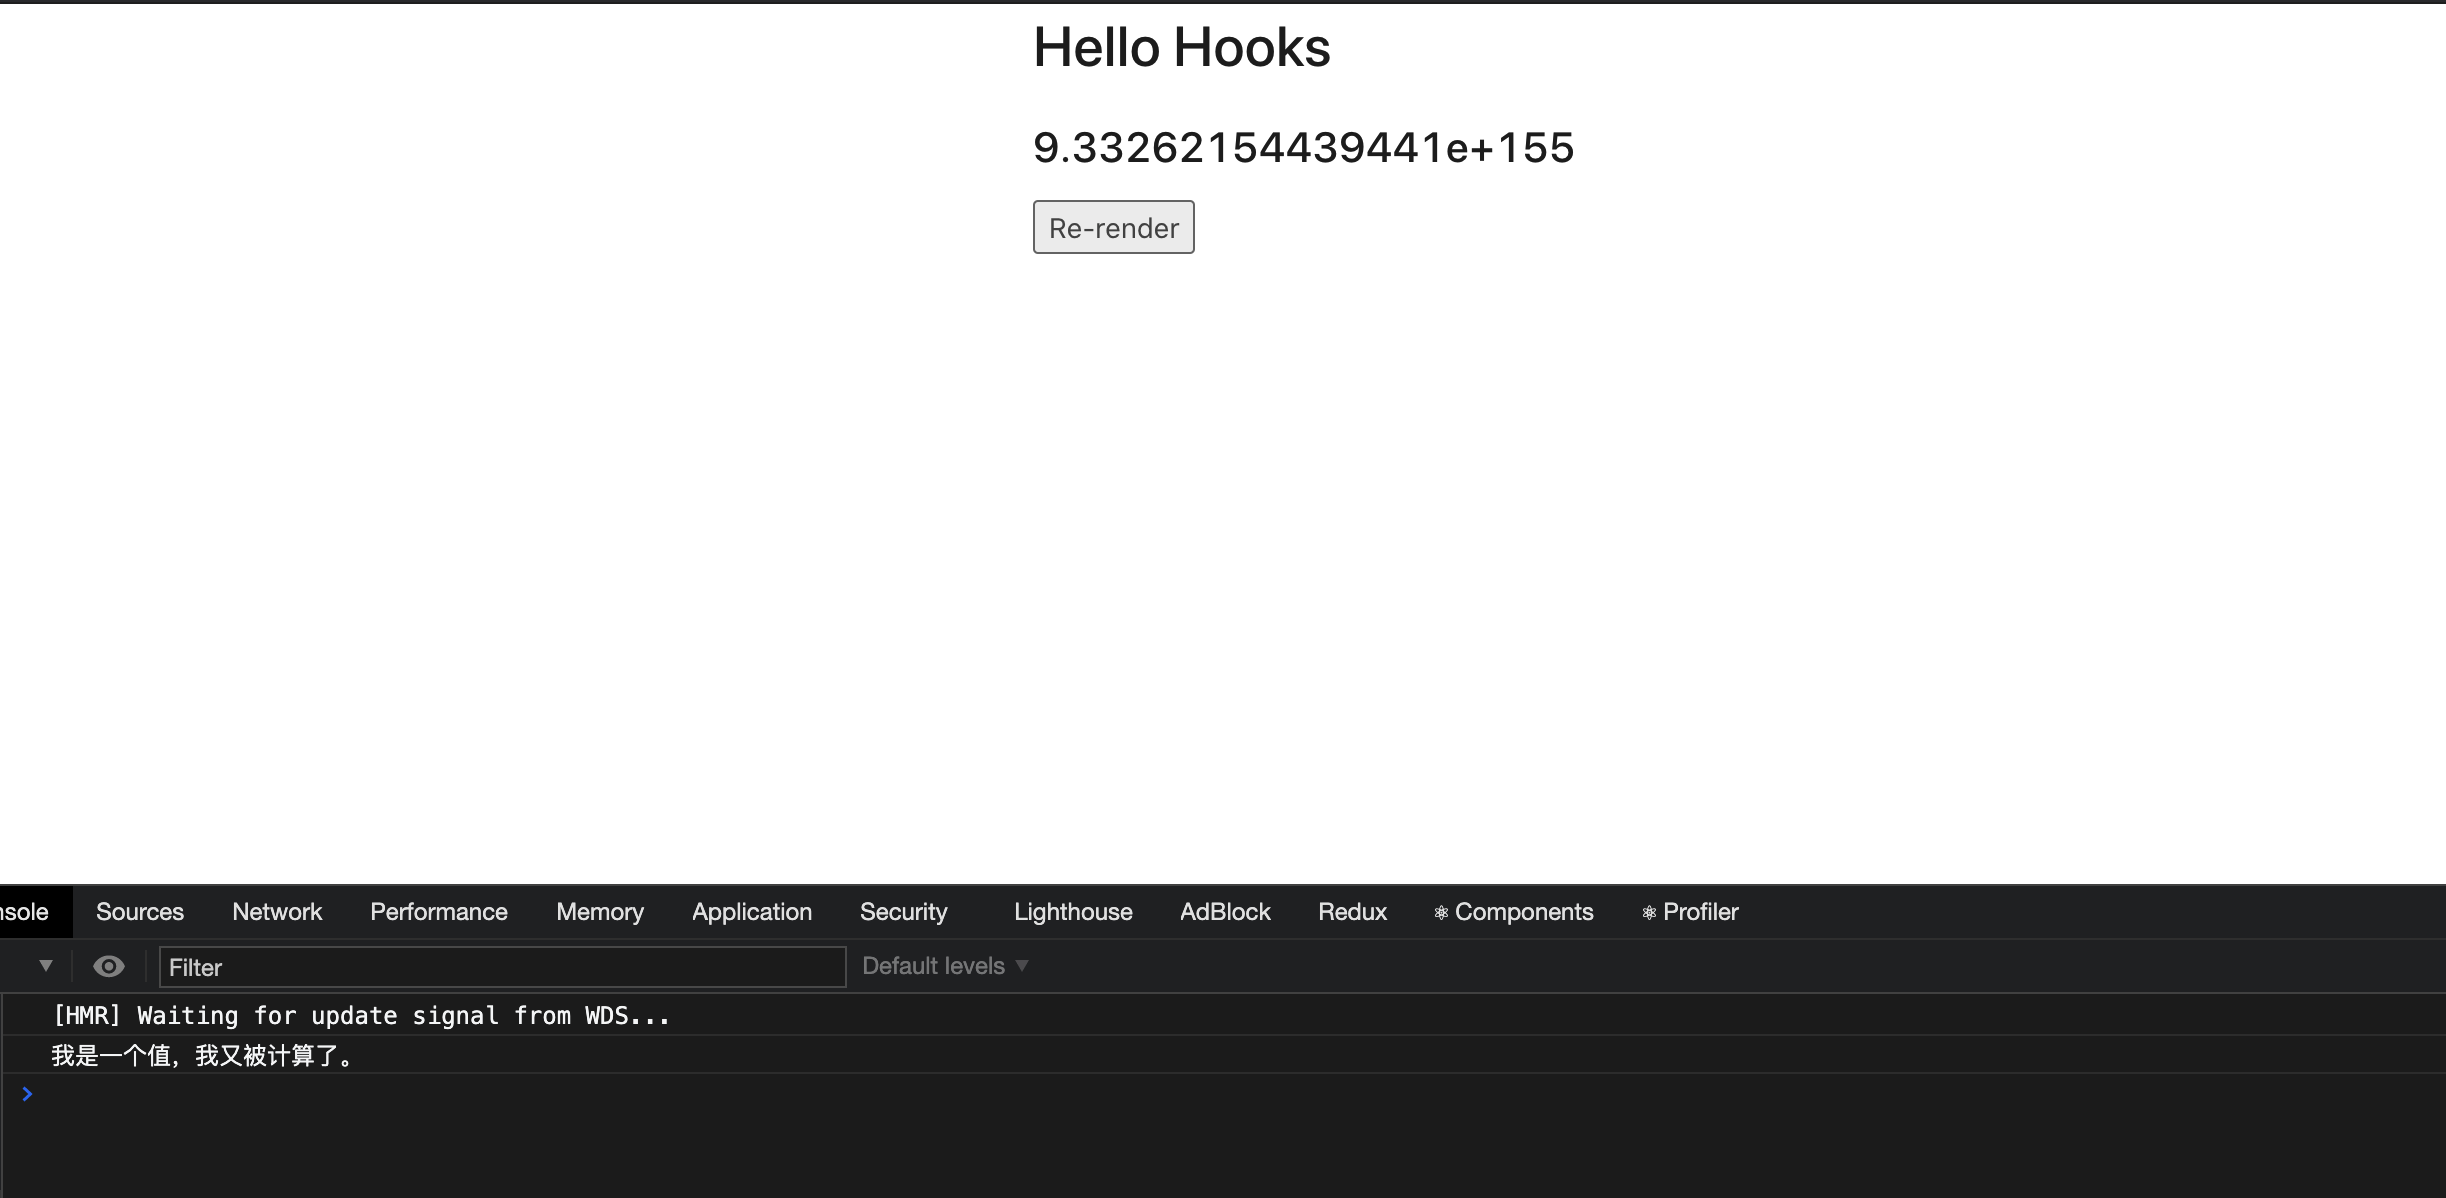 Hello Hooks
9.33262154439441e+155
Re-render
nsole Sources Network Performance Memory Application Security Lighthouse AdBlock Redux Components Profiler
Filter Default levels
[HMR] Waiting for update signal from WDS...
我是一个值，我又被计算了。